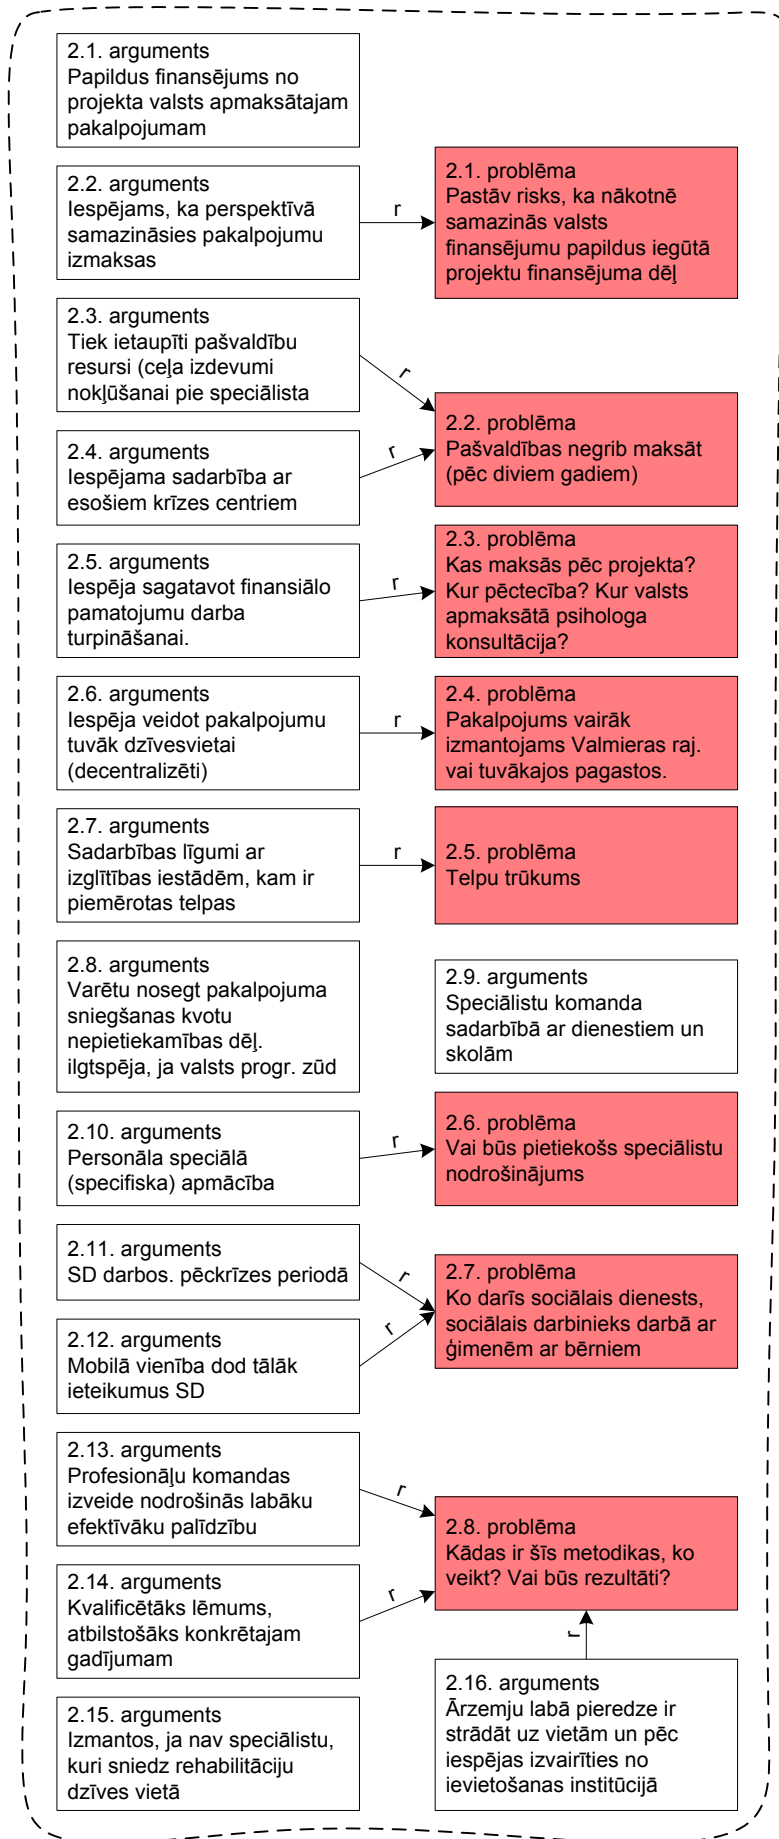 2.1. arguments
Papildus finansējums no
projekta valsts apmaksātajam
pakalpojumam
2.2. arguments
Iespējams, ka perspektīvā
samazināsies pakalpojumu
izmaksas
r
2.1. problēma
Pastāv risks, ka nākotnē
samazinās valsts
finansējumu papildus iegūtā
projektu finansējuma dēļ
2.3. arguments
Tiek ietaupīti pašvaldību
resursi (ceļa izdevumi
nokļūšanai pie speciālista
r
2.4. arguments
Iespējama sadarbība ar
esošiem krīzes centriem
r
2.2. problēma
Pašvaldības negrib maksāt
(pēc diviem gadiem)
2.5. arguments
Iespēja sagatavot finansiālo
pamatojumu darba
turpināšanai.
r
2.3. problēma
Kas maksās pēc projekta?
Kur pēctecība? Kur valsts
apmaksātā psihologa
konsultācija?
2.6. arguments
Iespēja veidot pakalpojumu
tuvāk dzīvesvietai
(decentralizēti)
r
2.4. problēma
Pakalpojums vairāk
izmantojams Valmieras raj.
vai tuvākajos pagastos.
2.7. arguments
Sadarbības līgumi ar
izglītības iestādēm, kam ir
piemērotas telpas
r
2.5. problēma
Telpu trūkums
2.8. arguments
Varētu nosegt pakalpojuma
sniegšanas kvotu
nepietiekamības dēļ.
ilgtspēja, ja valsts progr. zūd
2.9. arguments
Speciālistu komanda
sadarbībā ar dienestiem un
skolām
2.10. arguments
Personāla speciālā
(specifiska) apmācība
r
2.6. problēma
Vai būs pietiekošs speciālistu
nodrošinājums
2.11. arguments
SD darbos. pēckrīzes periodā
r
2.12. arguments
Mobilā vienība dod tālāk
ieteikumus SD
r
2.7. problēma
Ko darīs sociālais dienests,
sociālais darbinieks darbā ar
ģimenēm ar bērniem
2.13. arguments
Profesionāļu komandas
izveide nodrošinās labāku
efektīvāku palīdzību
r
2.14. arguments
Kvalificētāks lēmums,
atbilstošāks konkrētajam
gadījumam
r
2.8. problēma
Kādas ir šīs metodikas, ko
veikt? Vai būs rezultāti?
r
2.15. arguments
Izmantos, ja nav speciālistu,
kuri sniedz rehabilitāciju
dzīves vietā
2.16. arguments
Ārzemju labā pieredze ir
strādāt uz vietām un pēc
iespējas izvairīties no
ievietošanas institūcijā